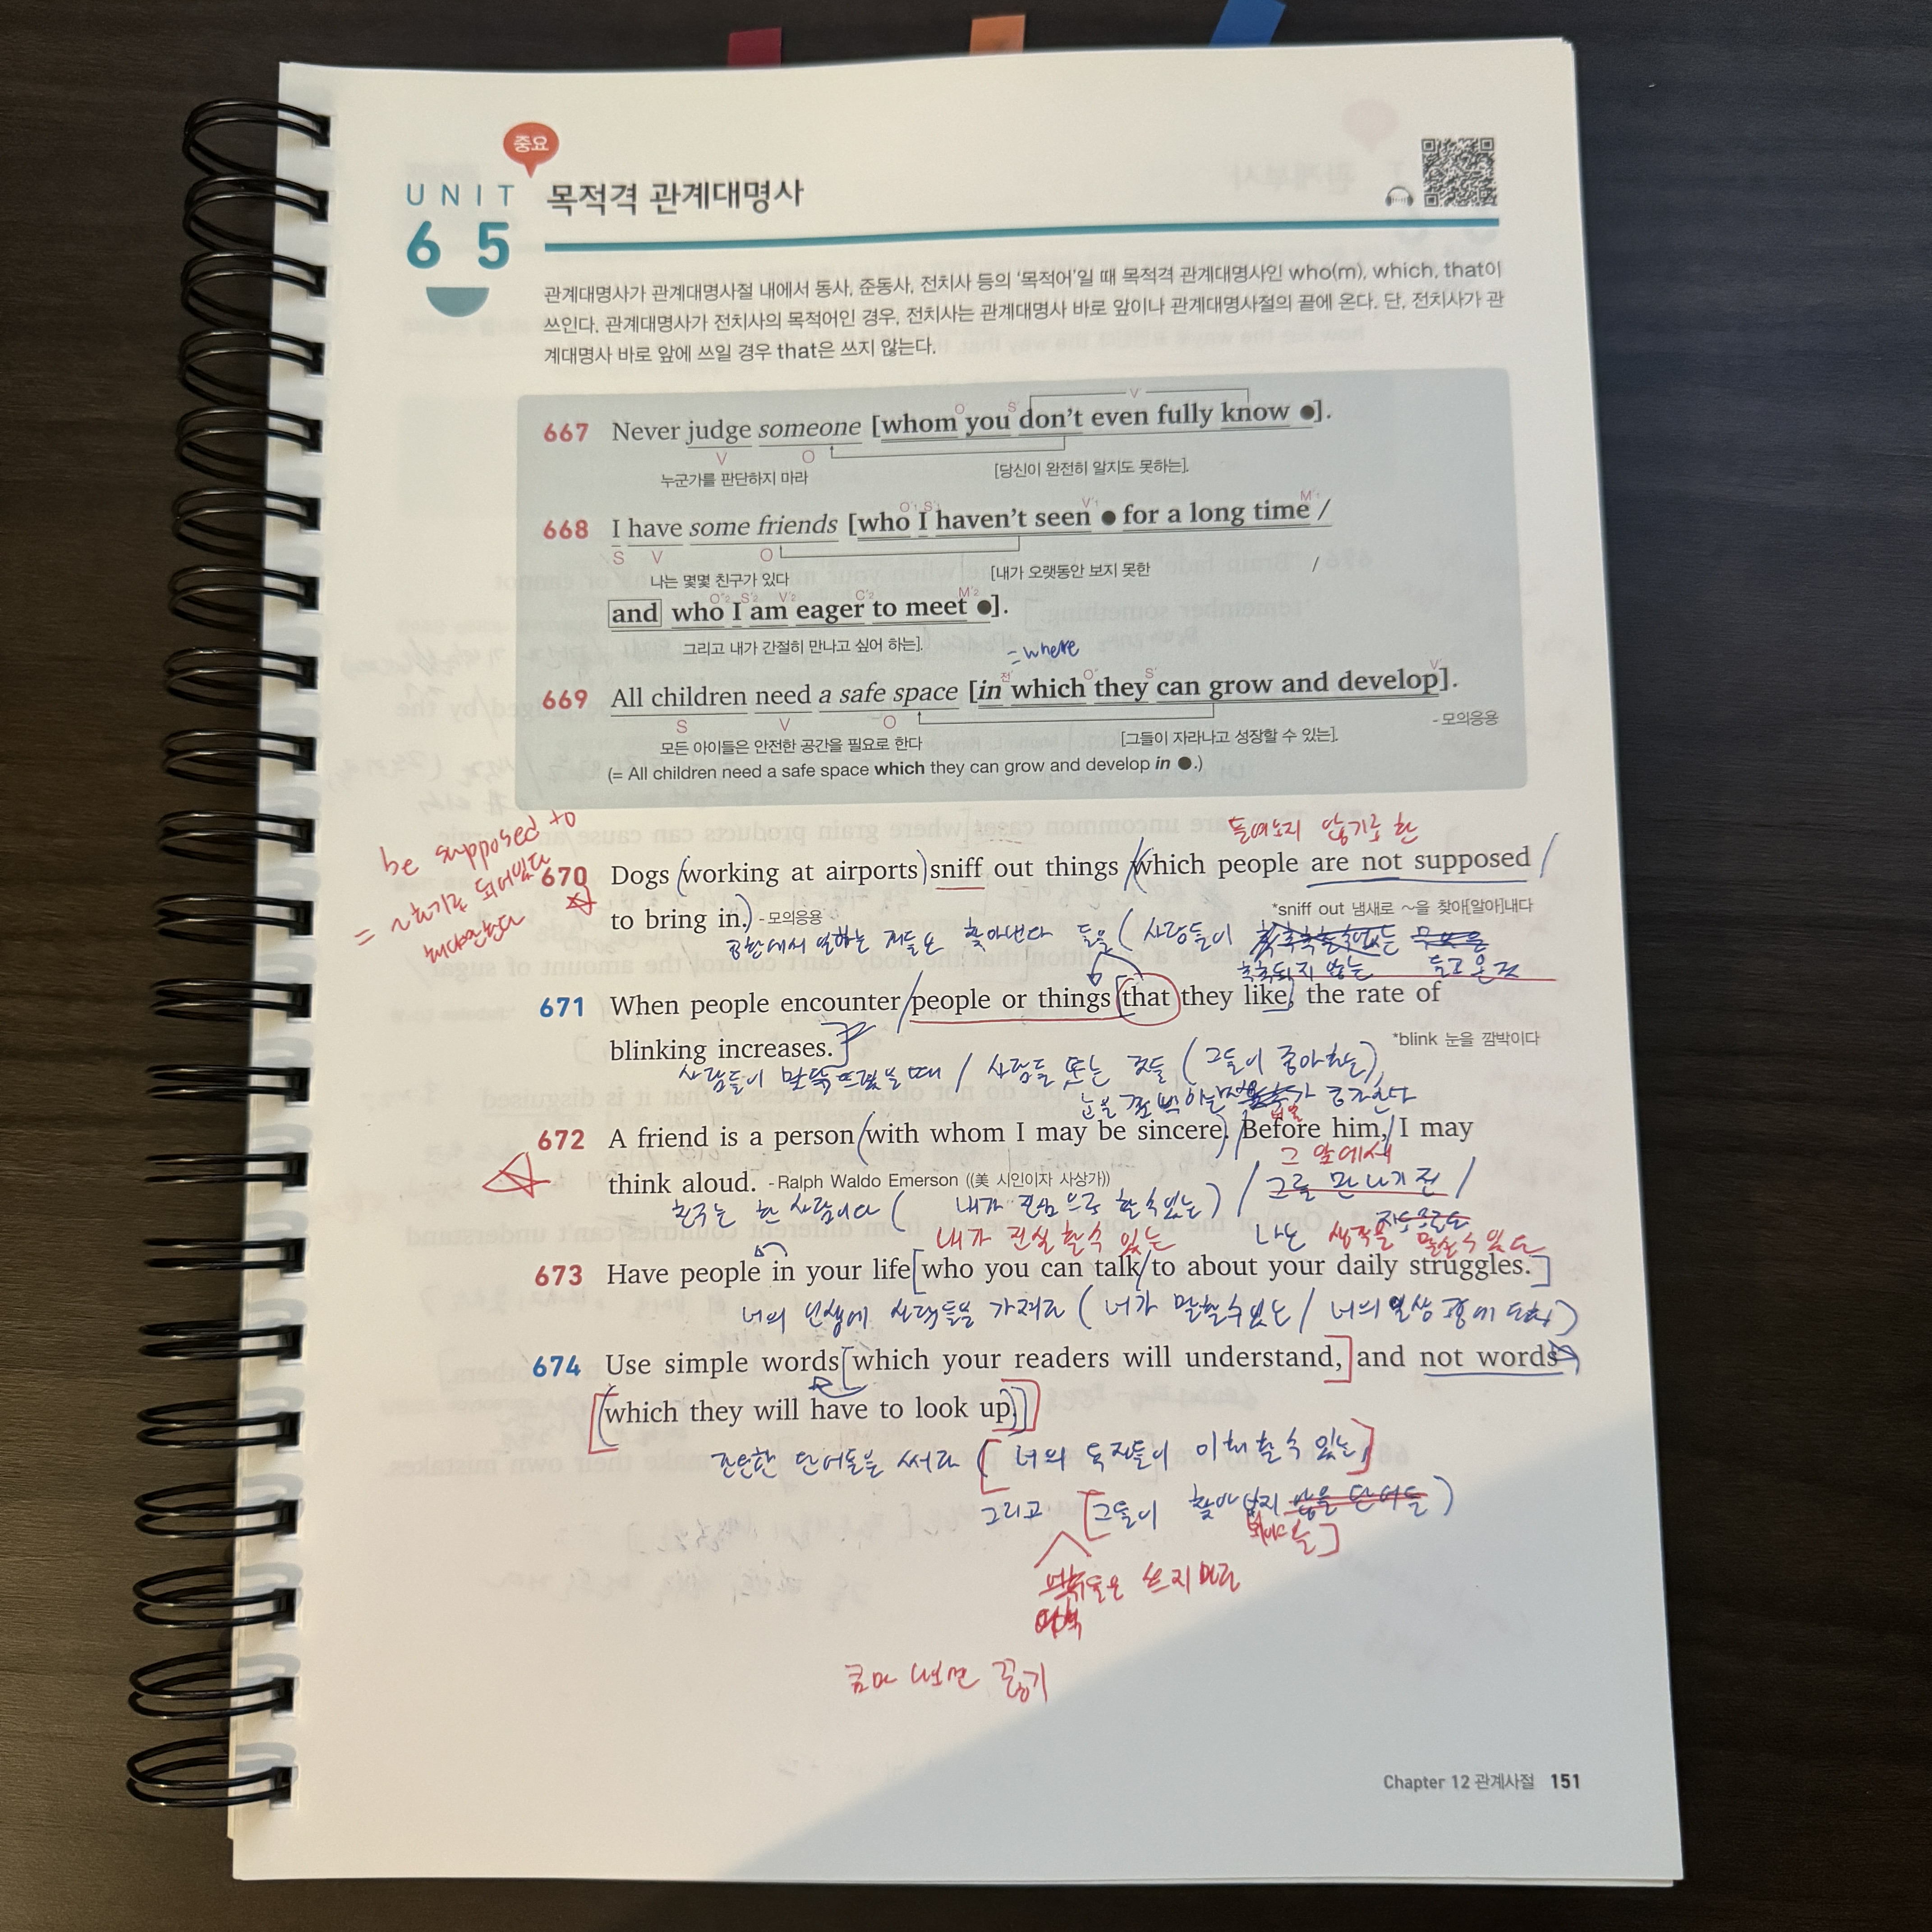 중요
UNIT 65 목적격 관계대명사
관계대명사가 관계대명사절 내에서 동사, 준동사, 전치사 등의 '목적어'일 때 목적격 관계대명사인 who(m), which, that이
쓰인다. 관계대명사가 전치사의 목적어인 경우, 전치사는 관계대명사 바로 앞이나 관계대명사절의 끝에 온다. 단, 전치사가 관
계대명사 바로 앞에 쓰일 경우 that은 쓰지 않는다.
O' S' V'
667 Never judge someone [whom you don't even fully know ●].
V O
누군가를 판단하지 마라 [당신이 완전히 알지도 못하는].
O'1 S'1 V'1 M'1
668 I have some friends [who I haven't seen ● for a long time /
S V O
나는 몇몇 친구가 있다 [내가 오랫동안 보지 못한 /
O"2 S'2 V'2 C'2 M'2
and who I am eager to meet ●].
그리고 내가 간절히 만나고 싶어 하는].
=where
전 O" S' V'
669 All children need a safe space [in which they can grow and develop].
S V O
- 모의응용
모든 아이들은 안전한 공간을 필요로 한다 [그들이 자라나고 성장할 수 있는].
(= All children need a safe space which they can grow and develop in ●.)
be supposed to
= ~하기로 되어있다
해야한다
들여오지 않기로 한
670 Dogs (working at airports) sniff out things which people are not supposed /
to bring in.) - 모의응용
*sniff out 냄새로 ~을 찾아[알아]내다
공항에서 일하는 개들은 찾아낸다 들을 ( 사람들이
허락되지 않는 들고 온 것
671 When people encounter / people or things [that they like], the rate of
blinking increases.
*blink 눈을 깜박이다
사람들이 맞닥뜨렸을 때 / 사람들 또는 것들 ( 그들이 좋아하는),
눈을 깜박이는 증가한다
672 A friend is a person (with whom I may be sincere). / Before him, / I may
그 앞에서
think aloud. - Ralph Waldo Emerson ((美 시인이자 사상가))
친구는 한 사람이다 ( 내가 진심으로 할 수 있는 ) / 그를 만나기 전 /
내가 진실할 수 있는 나는 생각을 말할 수 있다
673 Have people in your life [who you can talk / to about your daily struggles.]
너의 인생에 사람들을 가져라 ( 너가 말할 수 있는 / 너의 일상
674 Use simple words [which your readers will understand,] and not words
[(which they will have to look up.)]
간단한 단어들을 써라 ( [ 너의 독자들이 이해할 수 있는 ]
그리고 [ 그들이 찾아보지 않을 단어들 )
쓰지 마라
콤마 나오면 끊기
Chapter 12 관계사절 151